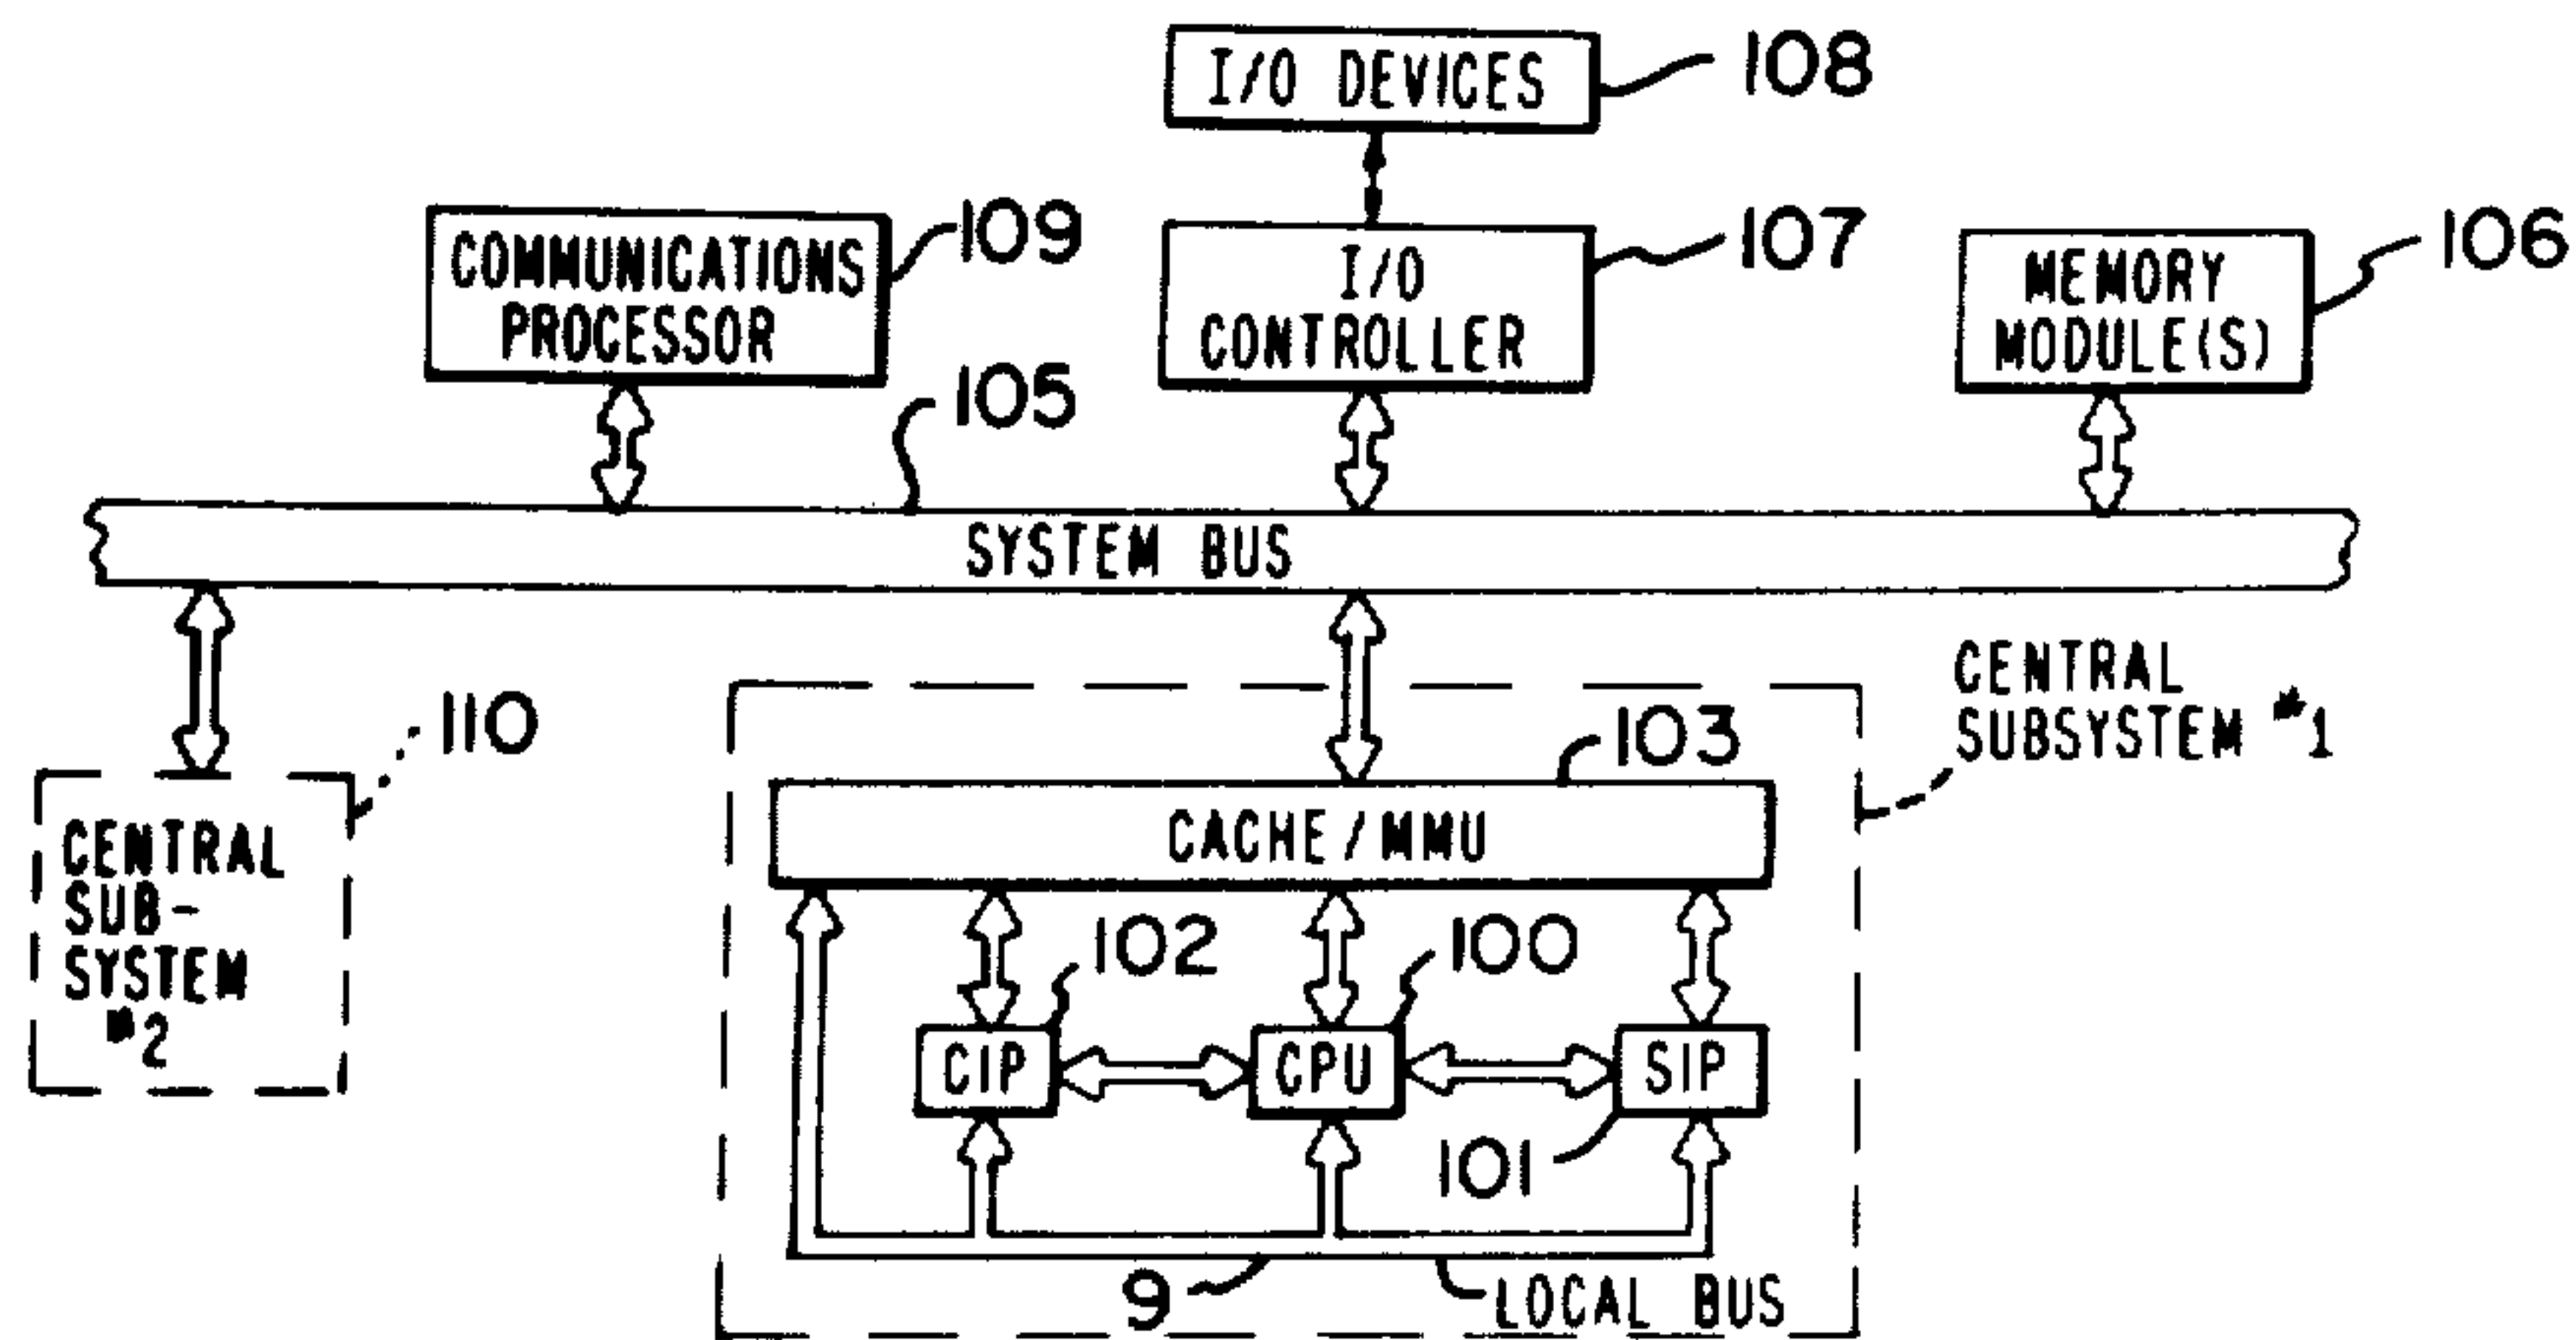 I/O DEVICES
108
COMMUNICATIONS
PROCESSOR
109
I/O
CONTROLLER
107
MEMORY
MODULE(S)
106
105
SYSTEM BUS
110
CENTRAL
SUB-
SYSTEM
#2
CENTRAL
SUBSYSTEM #1
103
CACHE/MMU
102
100
CIP
CPU
SIP
101
9
LOCAL BUS